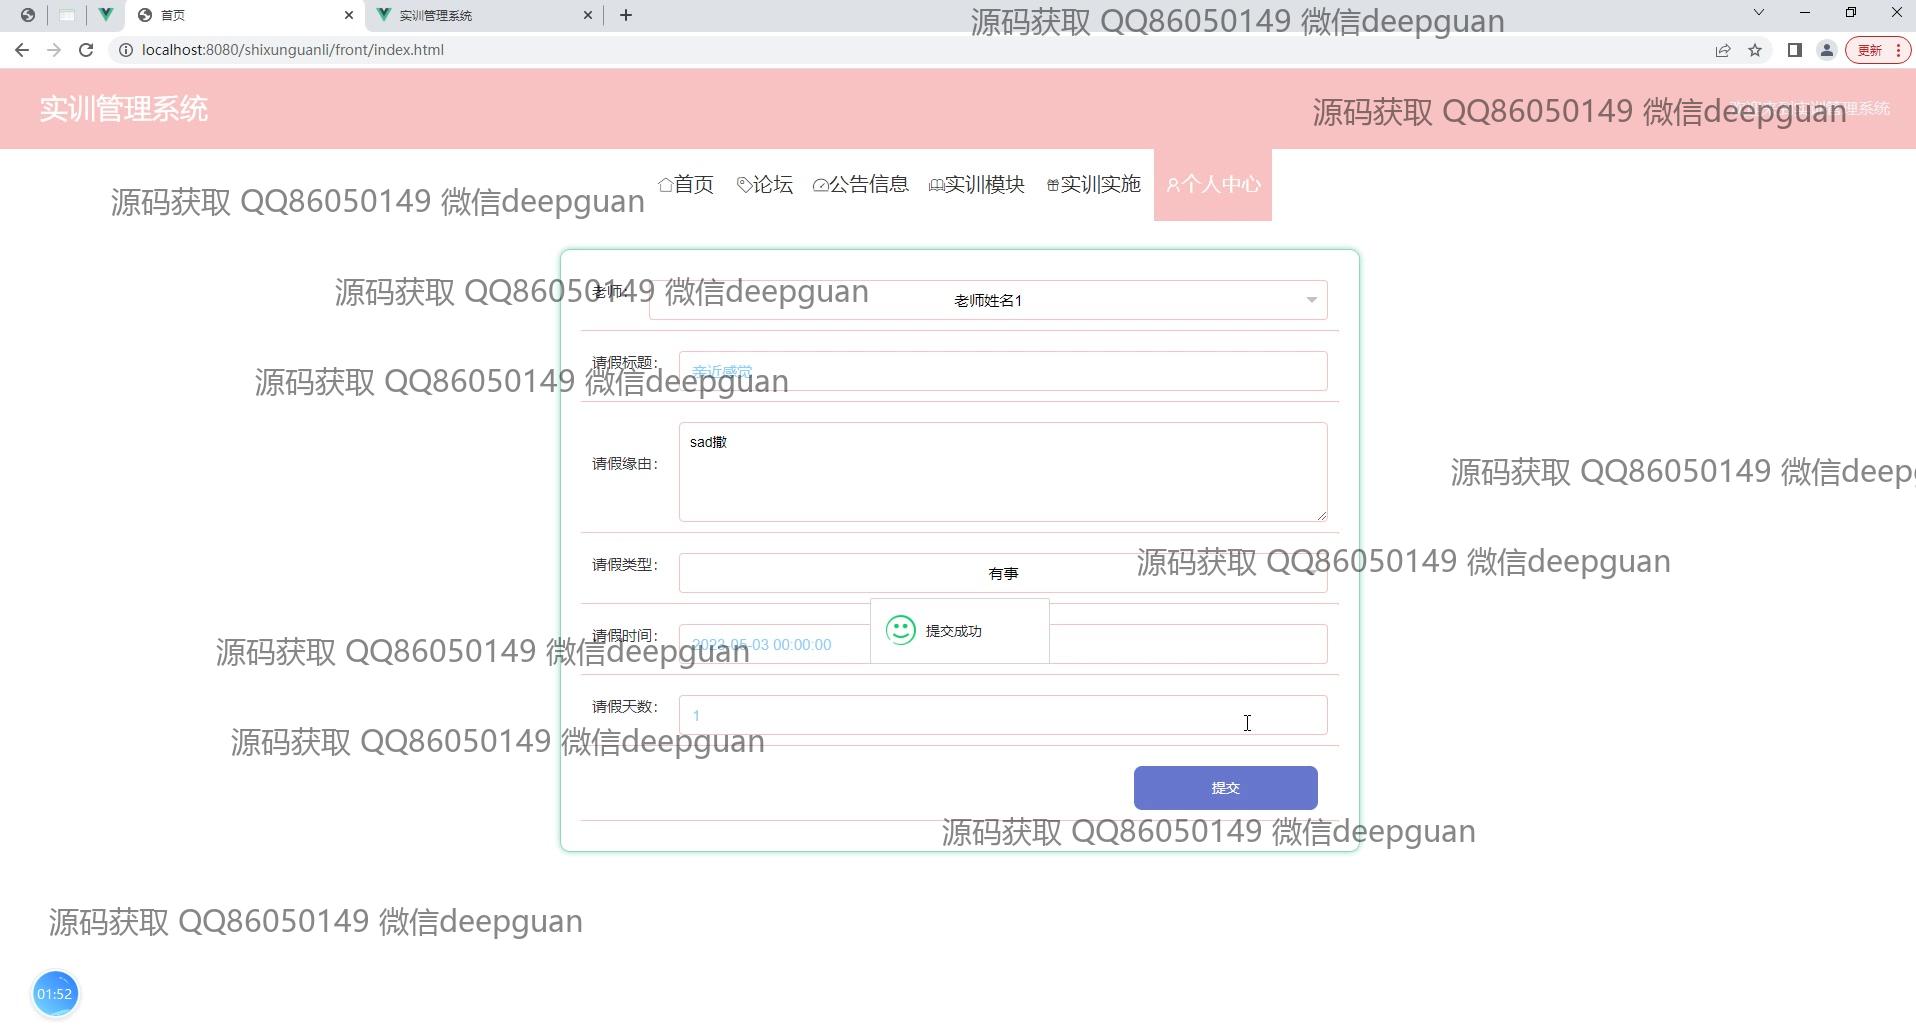 首页
实训管理系统
源码获取 QQ86050149 微信deepguan
localhost:8080/shixunguanli/front/index.html
更新
实训管理系统
源码获取 QQ86050149 微信deepguan
管理系统
源码获取 QQ86050149 微信deepguan
首页
论坛
公告信息
实训模块
实训实施
个人中心
源码获取 QQ86050149 微信deepguan
老师:
老师姓名1
请假标题:
亲近感觉
源码获取 QQ86050149 微信deepguan
请假缘由:
sad撒
源码获取 QQ86050149 微信deep
请假类型:
有事
源码获取 QQ86050149 微信deepguan
提交成功
请假时间:
2023-05-03 00:00:00
源码获取 QQ86050149 微信deepguan
请假天数:
1
源码获取 QQ86050149 微信deepguan
提交
源码获取 QQ86050149 微信deepguan
源码获取 QQ86050149 微信deepguan
01:52